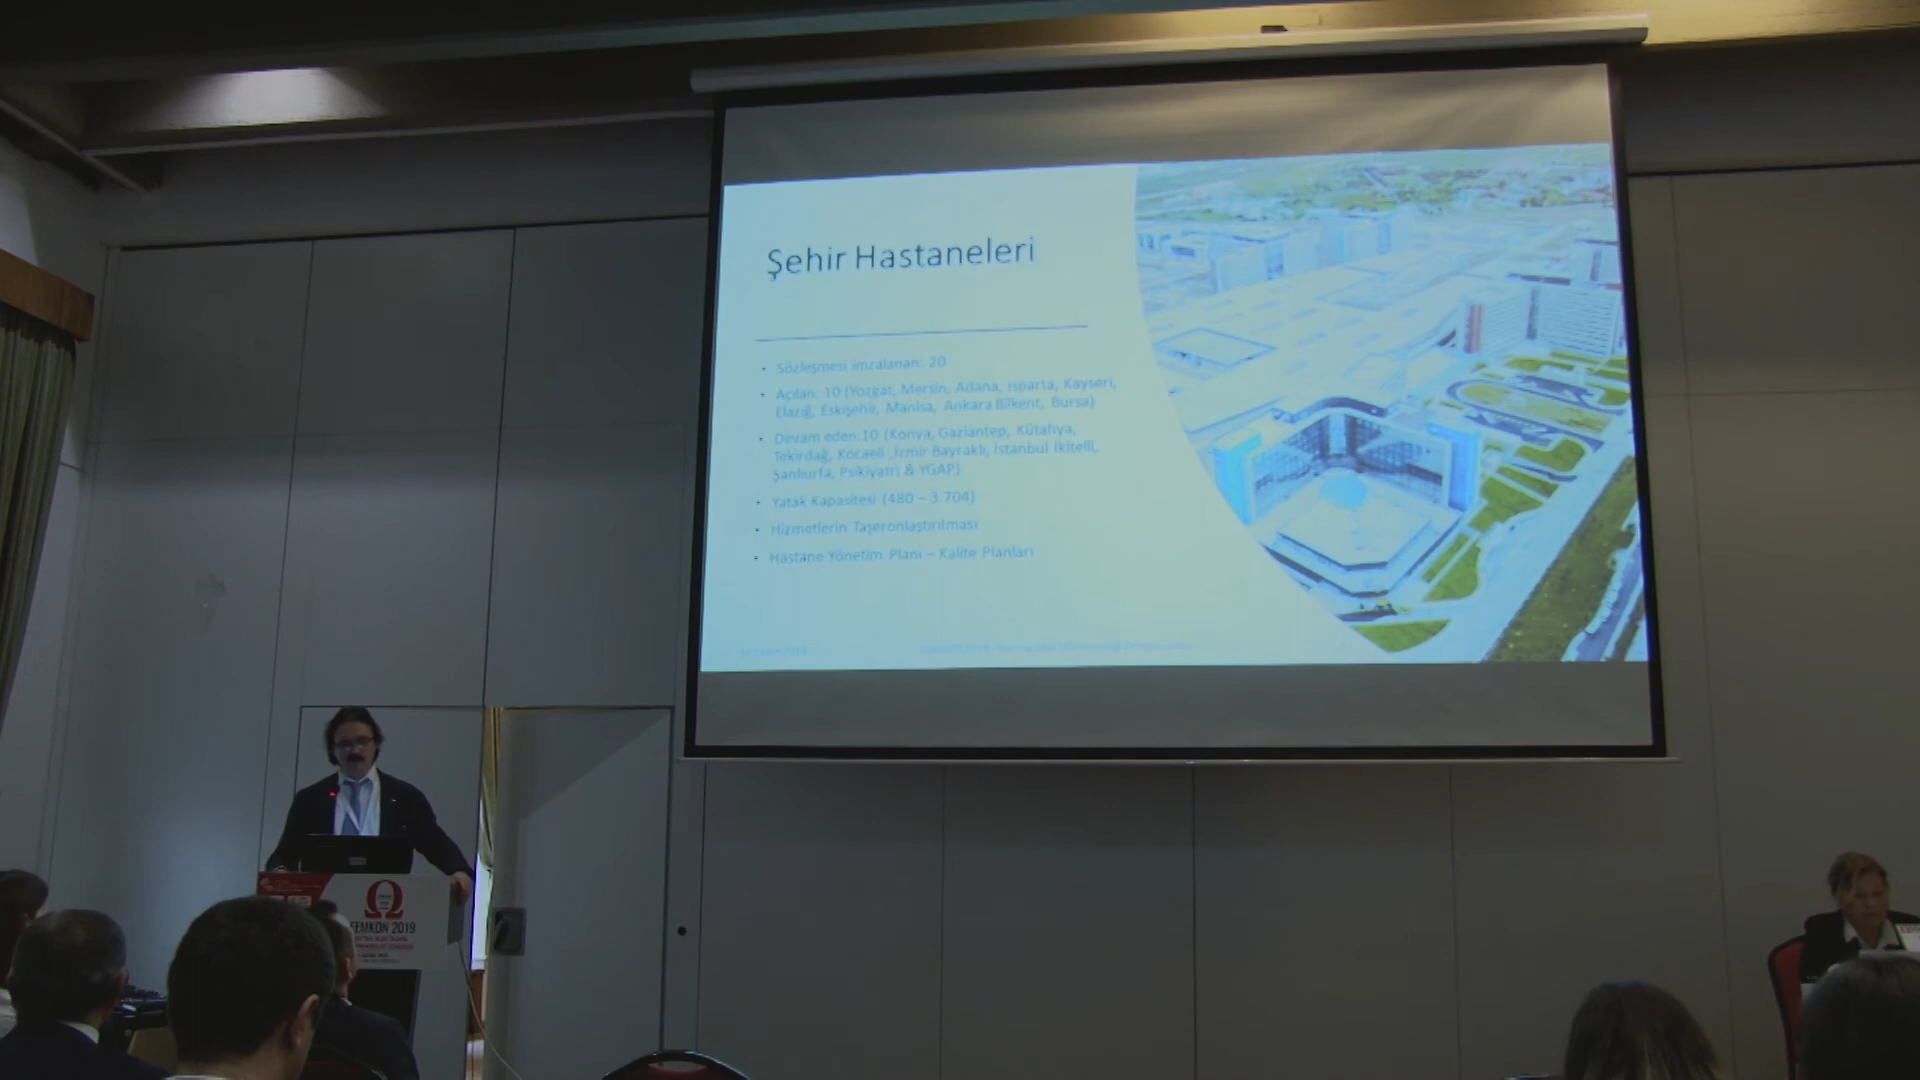 Şehir Hastaneleri
• Sözleşmesi imzalanan: 20
• Açılan: 10 (Yozgat, Mersin, Adana, Isparta, Kayseri,
Elazığ, Eskişehir, Manisa, Ankara Bilkent, Bursa)
• Devam eden:10 (Konya, Gaziantep, Kütahya,
Tekirdağ, Kocaeli ,İzmir Bayraklı, İstanbul İkitelli,
Şanlıurfa, Psikiyatri & YGAP)
• Yatak Kapasitesi (480 – 3.704)
• Hizmetlerin Taşeronlaştırılması
• Hastane Yönetim Planı – Kalite Planları
EEMKON 2019